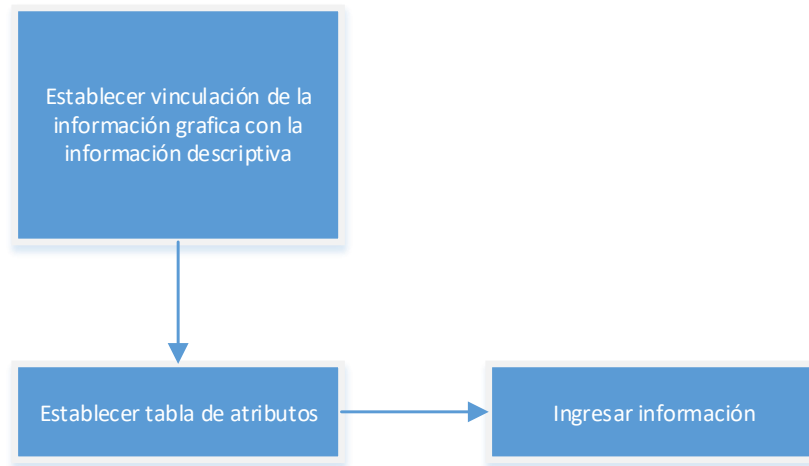 Establecer vinculación de la
información grafica con la
información descriptiva
Establecer tabla de atributos
Ingresar información